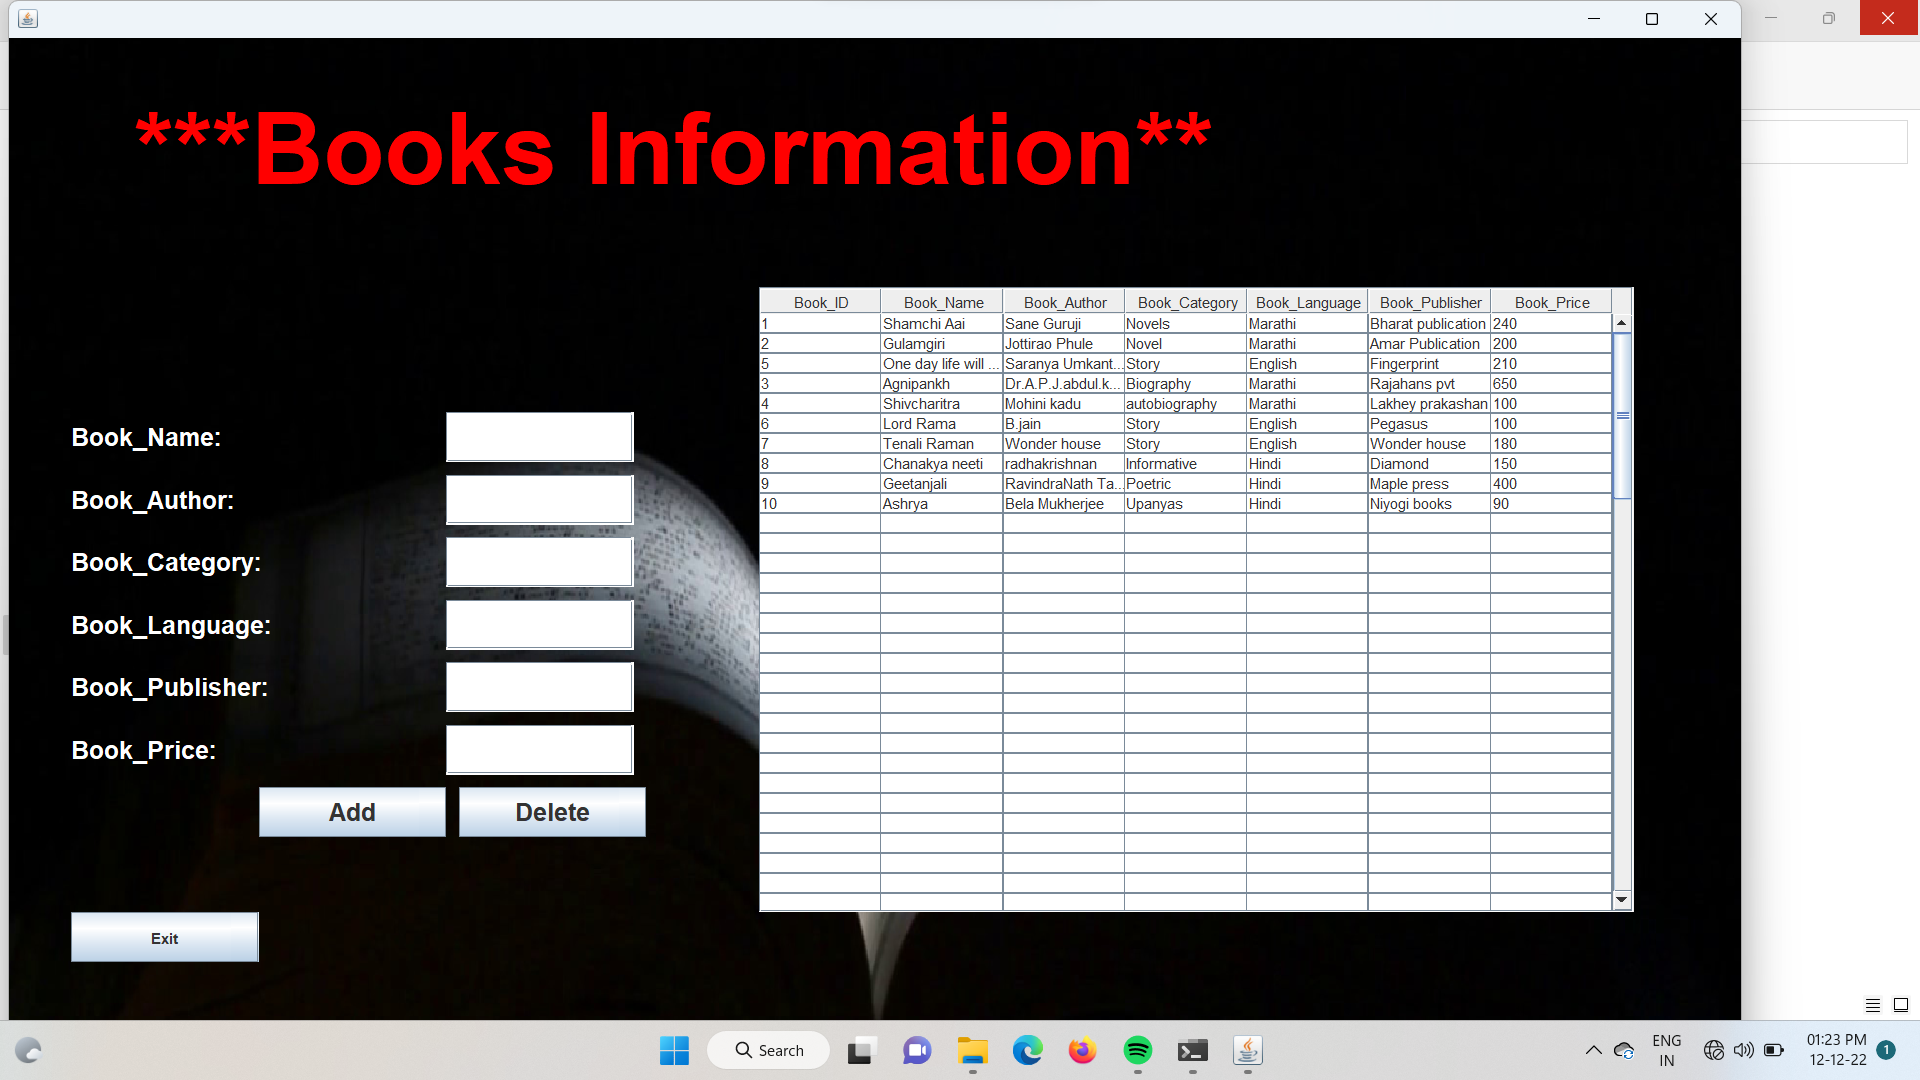 ***Books Information**
Book_ID Book_Name Book_Author Book_Category Book_Language Book_Publisher Book_Price
1 Shamchi Aai Sane Guruji Novels Marathi Bharat publication 240
2 Gulamgiri Jottirao Phule Novel Marathi Amar Publication 200
5 One day life will ... Saranya Umkant... Story English Fingerprint 210
3 Agnipankh Dr.A.P.J.abdul.k... Biography Marathi Rajahans pvt 650
4 Shivcharitra Mohini kadu autobiography Marathi Lakhey prakashan 100
6 Lord Rama B.jain Story English Pegasus 100
7 Tenali Raman Wonder house Story English Wonder house 180
8 Chanakya neeti radhakrishnan Informative Hindi Diamond 150
9 Geetanjali RavindraNath Ta... Poetric Hindi Maple press 400
10 Ashrya Bela Mukherjee Upanyas Hindi Niyogi books 90
Book_Name:
Book_Author:
Book_Category:
Book_Language:
Book_Publisher:
Book_Price:
Add Delete
Exit
Search
ENG
IN
01:23 PM
12-12-22
1